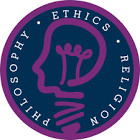 PHILOSOPHY • ETHICS • RELIGION •